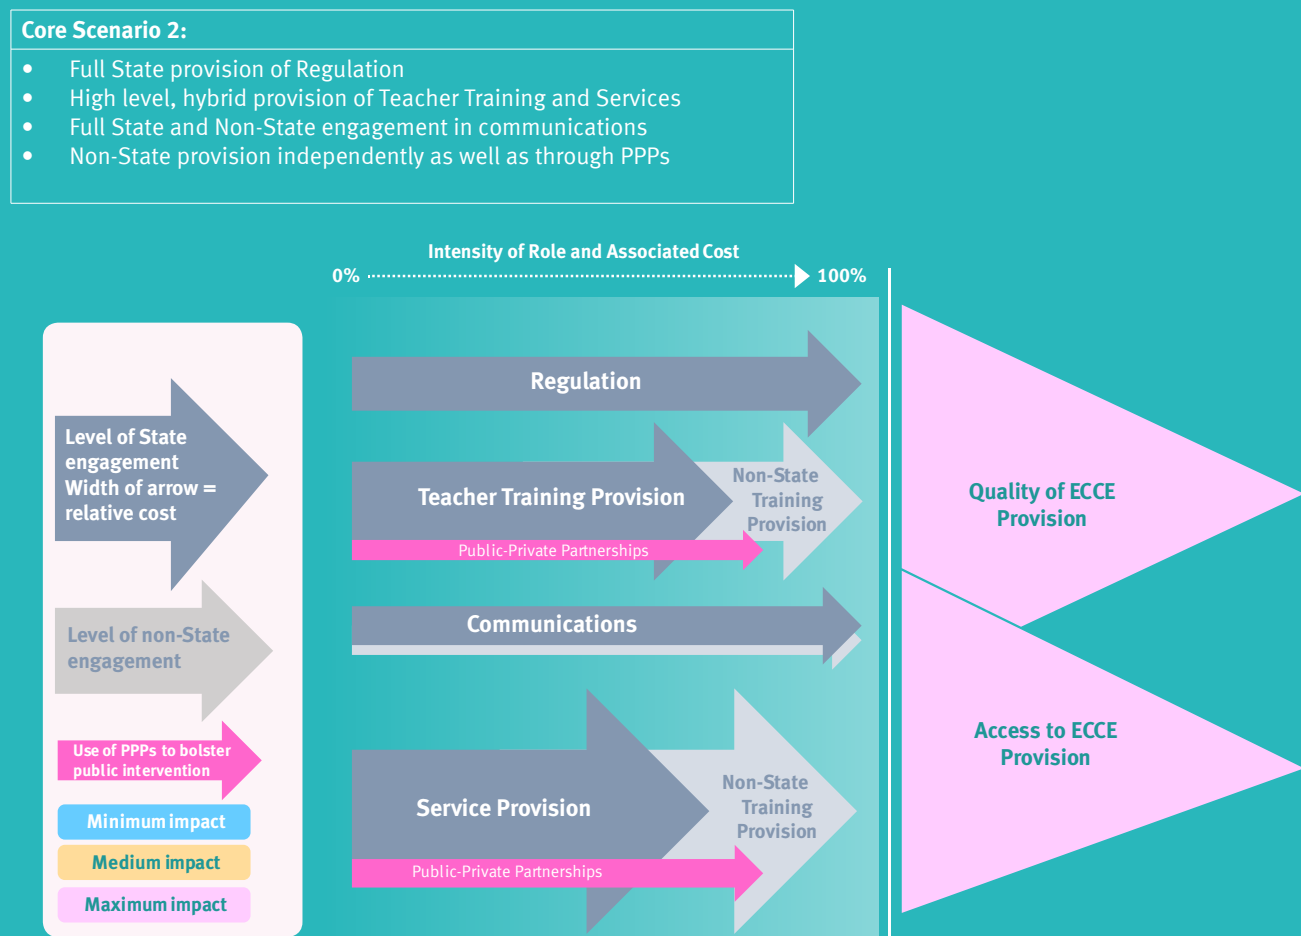 Core Scenario 2:
• Full State provision of Regulation
• High level, hybrid provision of Teacher Training and Services
• Full State and Non-State engagement in communications
• Non-State provision independently as well as through PPPs
Intensity of Role and Associated Cost
0% 100%
Level of State
engagement
Width of arrow =
relative cost
Level of non-State
engagement
Use of PPPs to bolster
public intervention
Minimum impact
Medium impact
Maximum impact
Regulation
Teacher Training Provision
Non-State
Training
Provision
Public-Private Partnerships
Communications
Service Provision
Non-State
Training
Provision
Public-Private Partnerships
Quality of ECCE
Provision
Access to ECCE
Provision